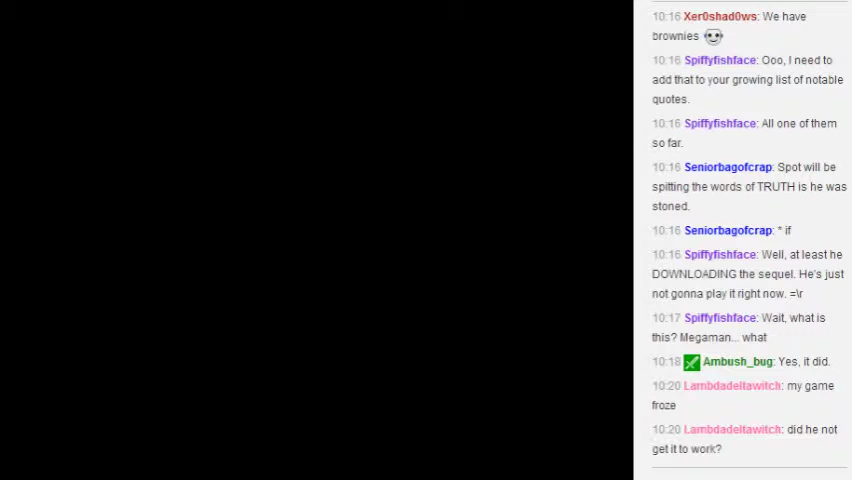 10:16 Xer0shad0ws: We have
brownies
10:16 Spiffyfishface: Ooo, I need to
add that to your growing list of notable
quotes.
10:16 Spiffyfishface: All one of them
so far.
10:16 Seniorbagofcrap: Spot will be
spitting the words of TRUTH is he was
stoned.
10:16 Seniorbagofcrap: * if
10:16 Spiffyfishface: Well, at least he
DOWNLOADING the sequel. He's just
not gonna play it right now. =\r
10:17 Spiffyfishface: Wait, what is
this? Megaman... what
10:18 Ambush_bug: Yes, it did.
10:20 Lambdadeltawitch: my game
froze
10:20 Lambdadeltawitch: did he not
get it to work?